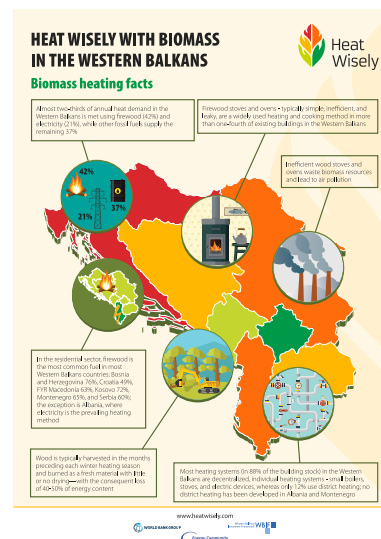 HEAT WISELY WITH BIOMASS
IN THE WESTERN BALKANS
Heat
Wisely
Biomass heating facts
Almost two-thirds of annual heat demand in the
Western Balkans is met using firewood (42%) and
electricity (21%), while other fossil fuels supply the
remaining 37%
Firewood stoves and ovens - typically simple, inefficient, and
leaky, are a widely used heating and cooking method in more
than one-fourth of existing buildings in the Western Balkans
Inefficient wood stoves and
ovens waste biomass resources
and lead to air pollution
42%
37%
21%
In the residential sector, firewood is
the most common fuel in most
Western Balkans countries: Bosnia
and Herzegovina 76%, Croatia 49%,
FYR Macedonia 63%, Kosovo 72%,
Montenegro 65%, and Serbia 60%;
the exception is Albania, where
electricity is the prevailing heating
method
Wood is typically harvested in the months
preceding each winter heating season
and burned as a fresh material with little
or no drying—with the consequent loss
of 40-50% of energy content
Most heating systems (in 88% of the building stock) in the Western
Balkans are decentralized, individual heating systems - small boilers,
stoves, and electric devices, whereas only 12% use district heating; no
district heating has been developed in Albania and Montenegro
www.heatwisely.com
WORLD BANK GROUP
WBIF
Energy Community